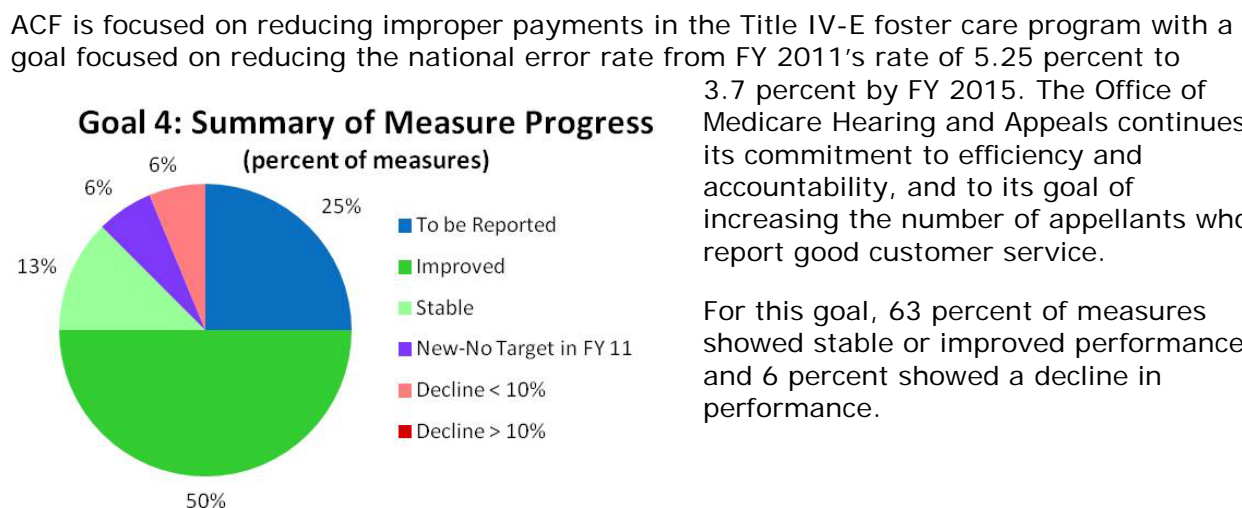 ACF is focused on reducing improper payments in the Title IV-E foster care program with a
goal focused on reducing the national error rate from FY 2011's rate of 5.25 percent to
3.7 percent by FY 2015. The Office of
Medicare Hearing and Appeals continues
its commitment to efficiency and
accountability, and to its goal of
increasing the number of appellants who
report good customer service.
For this goal, 63 percent of measures
showed stable or improved performance
and 6 percent showed a decline in
performance.
Goal 4: Summary of Measure Progress
(percent of measures)
6%
6%
25%
13%
50%
To be Reported
Improved
Stable
New-No Target in FY 11
Decline < 10%
Decline > 10%